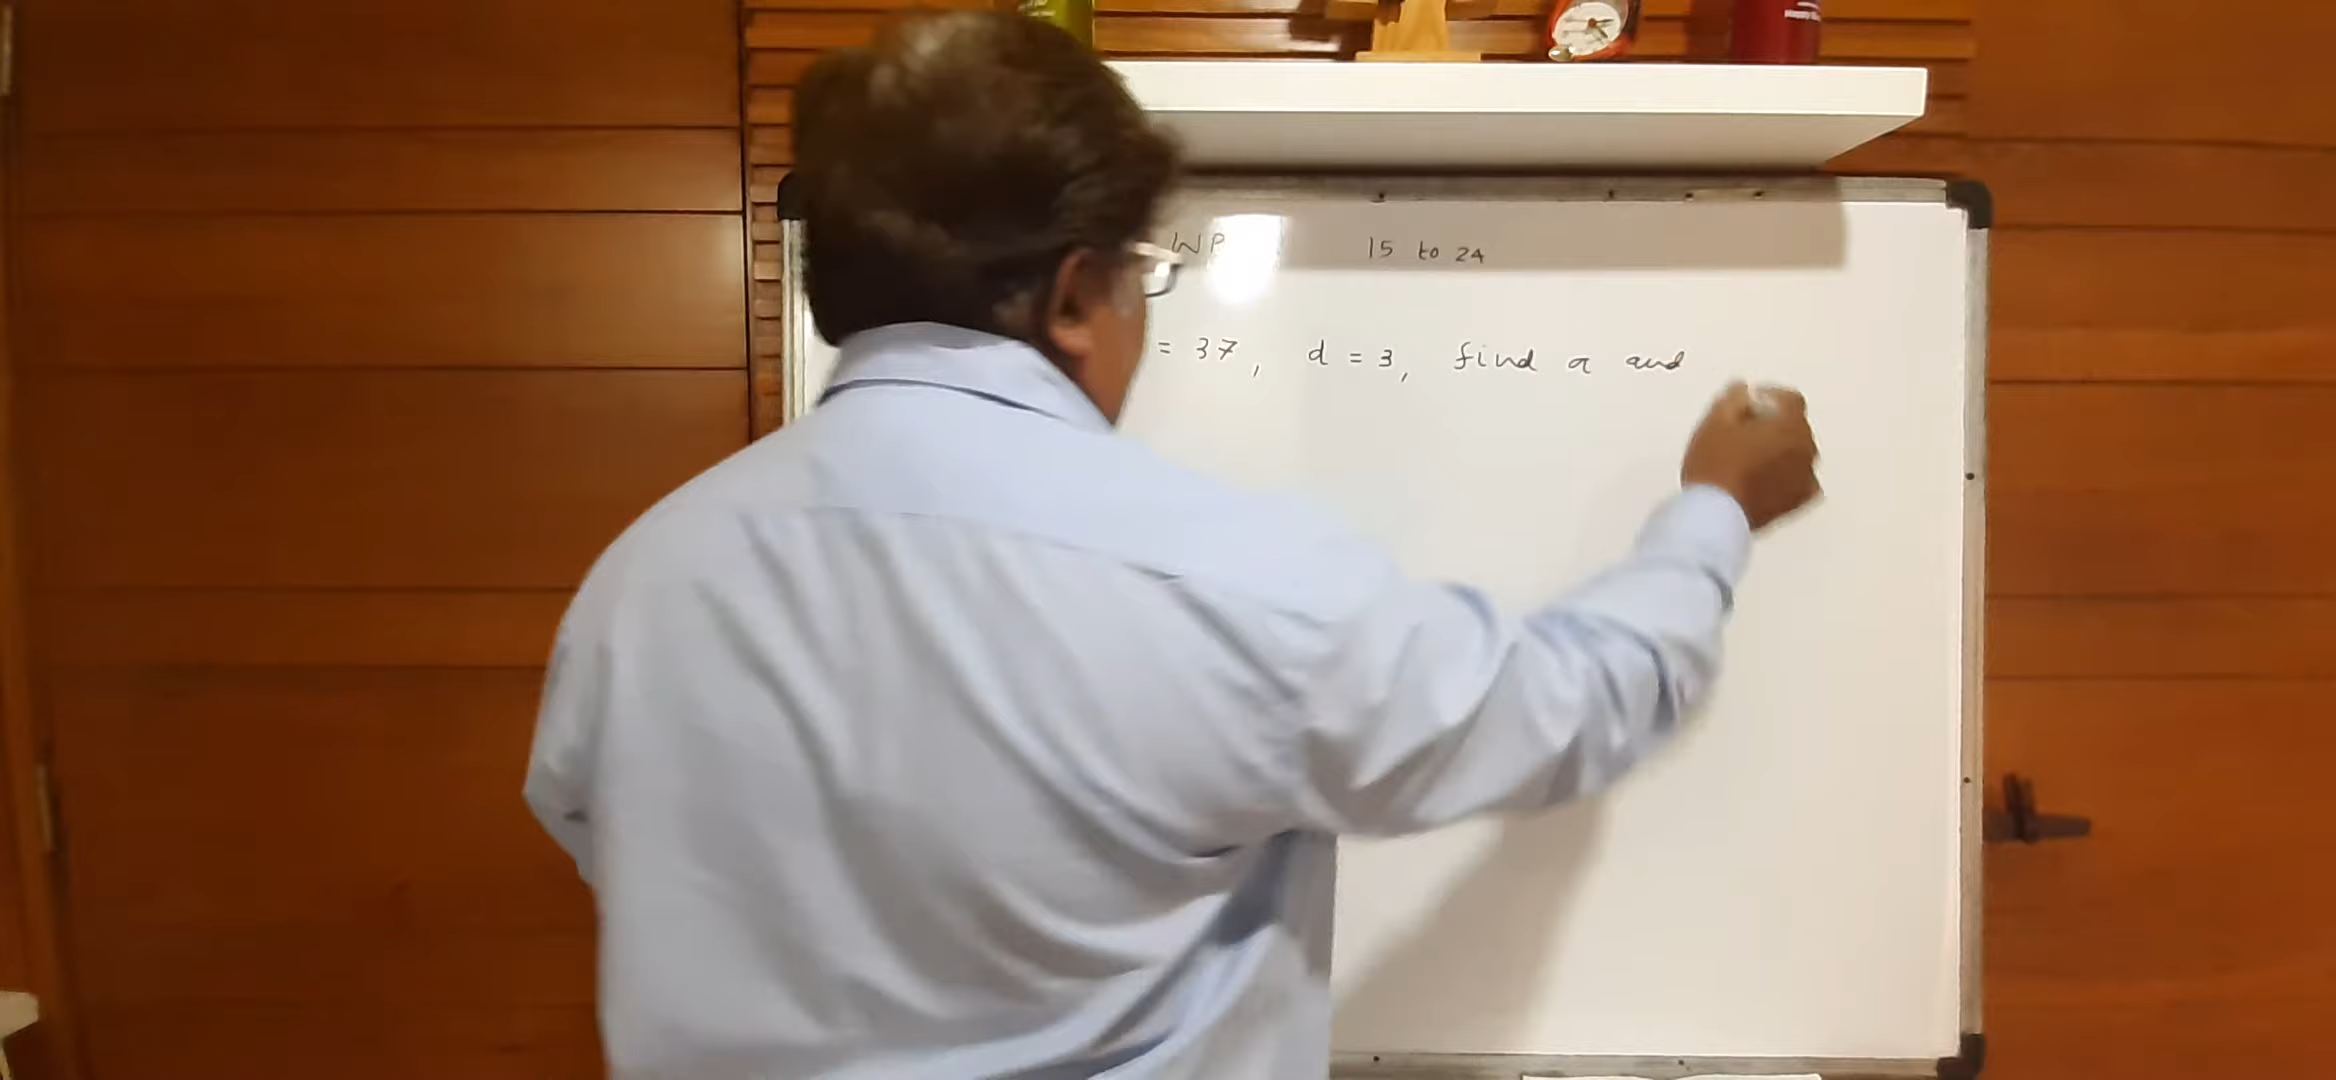 WP 15 to 24
= 37, d = 3, find a and